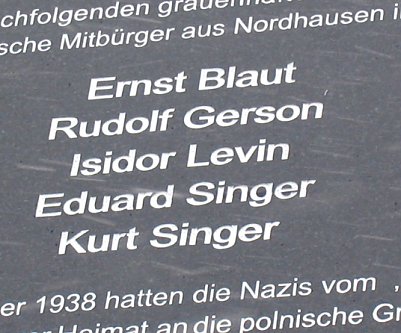 chfolgenden
sche Mitbürger aus Nordhausen i
Ernst Blaut
Rudolf Gerson
Isidor Levin
Eduard Singer
Kurt Singer
er 1938 hatten die Nazis vom ,
Heimat an die polnische Gr